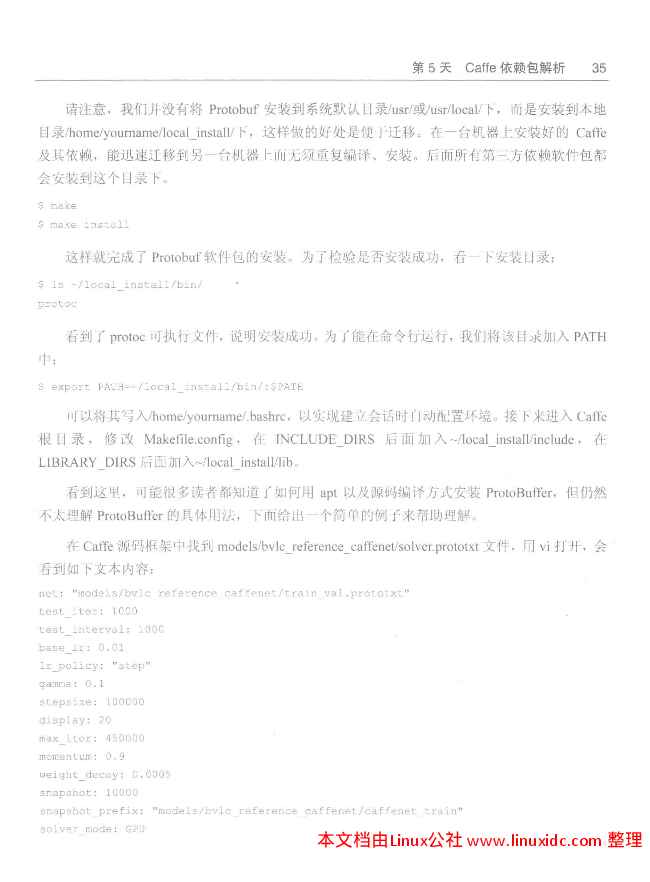 第 5 天 Caffe 依赖包解析 35
请注意，我们并没有将 Protobuf 安装到系统默认目录/usr/或/usr/local/下，而是安装到本地
目录/home/yourname/local_install/下，这样做的好处是便于迁移。在一台机器上安装好的 Caffe
及其依赖，能迅速迁移到另一台机器上而无须重复编译、安装。后面所有第三方依赖软件包都
会安装到这个目录下。
$ make
$ make install
这样就完成了 Protobuf 软件包的安装。为了检验是否安装成功，看一下安装目录：
$ ls ~/local_install/bin/
protoc
看到了 protoc 可执行文件，说明安装成功。为了能在命令行运行，我们将该目录加入 PATH
中：
$ export PATH=~/local_install/bin/:$PATH
可以将其写入/home/yourname/.bashrc，以实现建立会话时自动配置环境。接下来进入 Caffe
根目录，修改 Makefile.config，在 INCLUDE_DIRS 后面加入~/local_install/include，在
LIBRARY_DIRS 后面加入~/local_install/lib。
看到这里，可能很多读者都知道了如何用 apt 以及源码编译方式安装 ProtoBuffer，但仍然
不太理解 ProtoBuffer 的具体用法，下面给出一个简单的例子来帮助理解。
在 Caffe 源码框架中找到 models/bvlc_reference_caffenet/solver.prototxt 文件，用 vi 打开，会
看到如下文本内容：
net: "models/bvlc_reference_caffenet/train_val.prototxt"
test_iter: 1000
test_interval: 1000
base_lr: 0.01
lr_policy: "step"
gamma: 0.1
stepsize: 100000
display: 20
max_iter: 450000
momentum: 0.9
weight_decay: 0.0005
snapshot: 10000
snapshot_prefix: "models/bvlc_reference_caffenet/caffenet_train"
solver_mode: GPU
本文档由Linux公社 www.linuxidc.com 整理